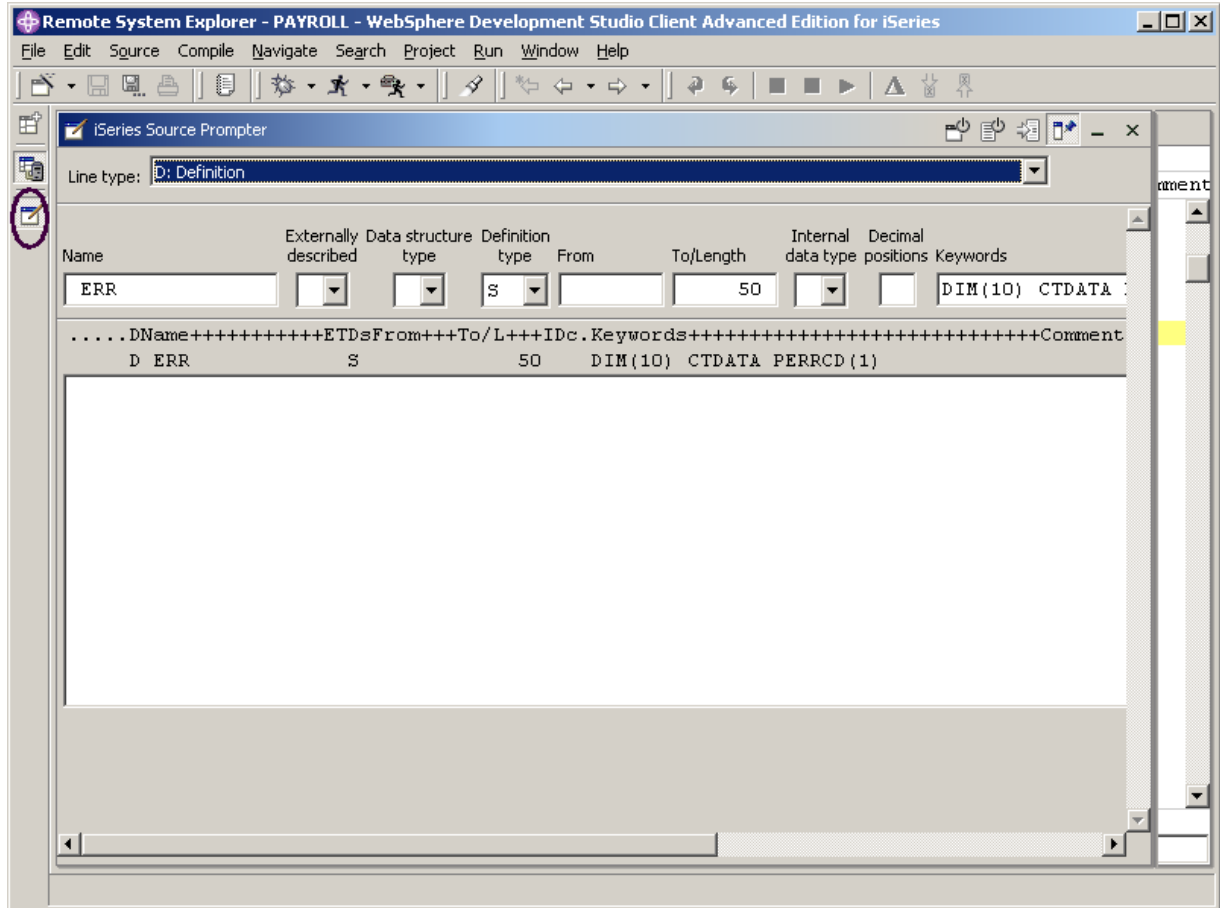 Remote System Explorer - PAYROLL - WebSphere Development Studio Client Advanced Edition for iSeries
File Edit Source Compile Navigate Search Project Run Window Help
iSeries Source Prompter
Line type: D: Definition
mment
Externally Data structure Definition Internal Decimal
Name described type type From To/Length data type positions Keywords
ERR S 50 DIM(10) CTDATA
.....DName+++++++++++ETDsFrom+++To/L+++IDc.Keywords+++++++++++++++++++++++++++++Comment
D ERR S 50 DIM(10) CTDATA PERRCD(1)